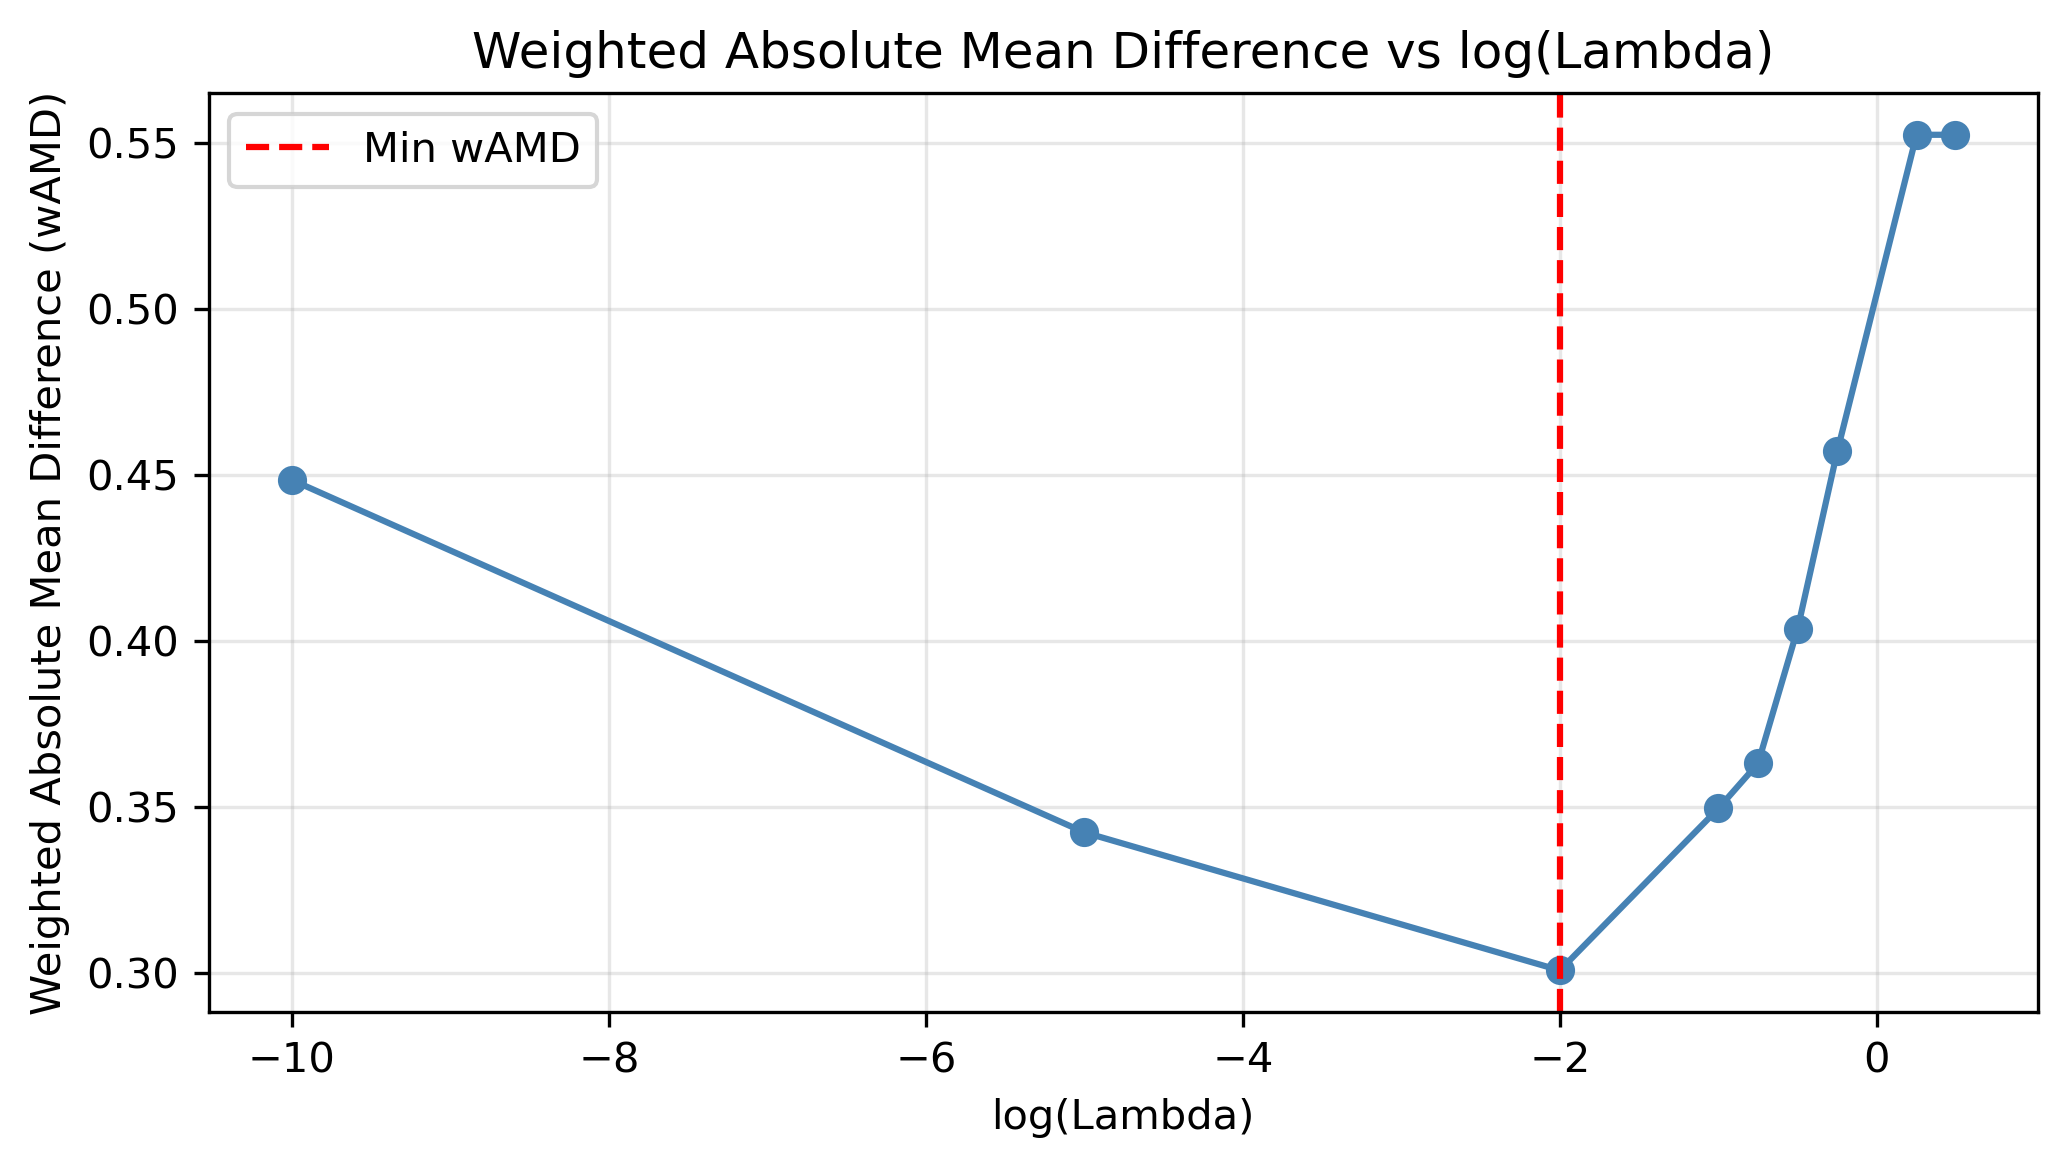 Weighted Absolute Mean Difference vs log(Lambda)
Min wAMD
Weighted Absolute Mean Difference (wAMD)
0.55
0.50
0.45
0.40
0.35
0.30
−10 −8 −6 −4 −2 0
log(Lambda)